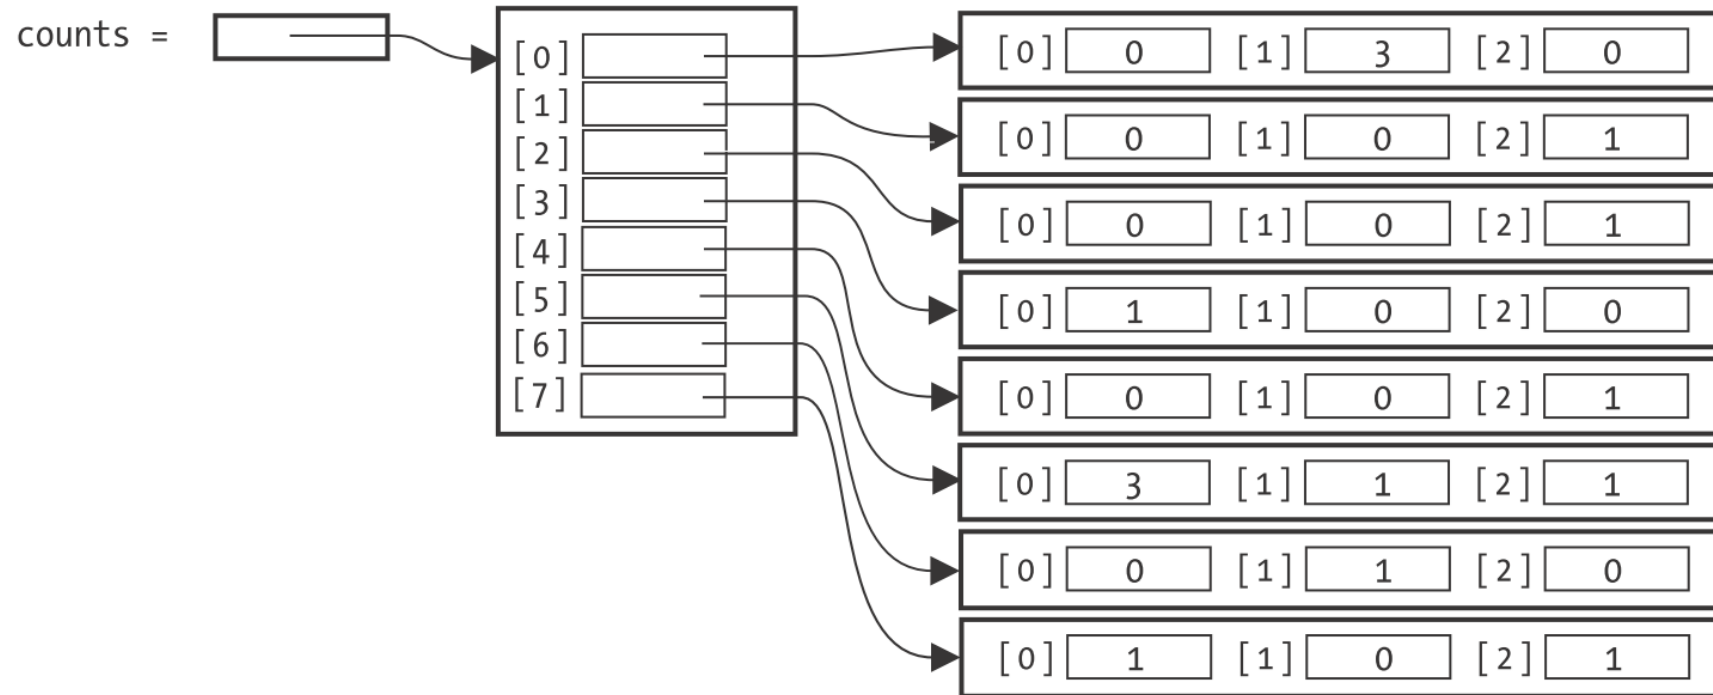 counts =
[0]
[1]
[2]
[3]
[4]
[5]
[6]
[7]
[0] 0 [1] 3 [2] 0
[0] 0 [1] 0 [2] 1
[0] 0 [1] 0 [2] 1
[0] 1 [1] 0 [2] 0
[0] 0 [1] 0 [2] 1
[0] 3 [1] 1 [2] 1
[0] 0 [1] 1 [2] 0
[0] 1 [1] 0 [2] 1